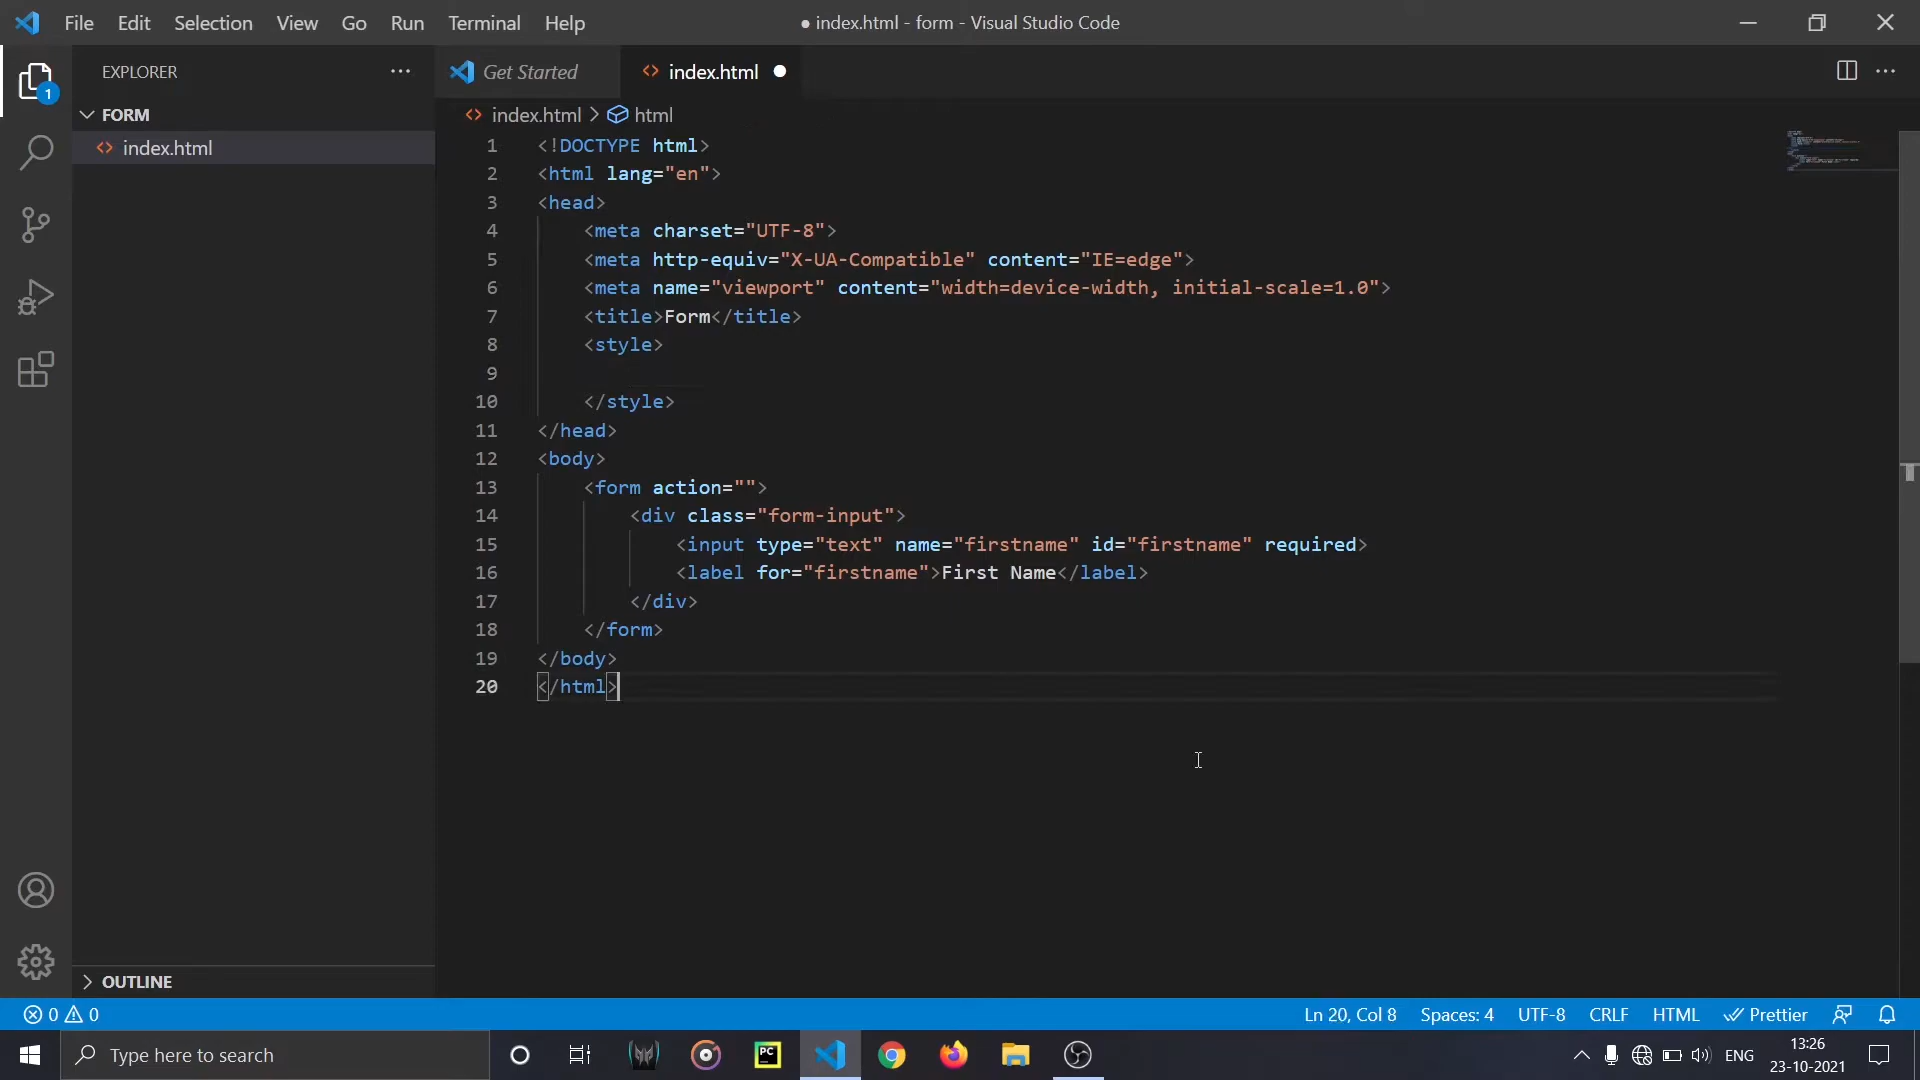 File Edit Selection View Go Run Terminal Help
● index.html - form - Visual Studio Code
EXPLORER
1
FORM
index.html
OUTLINE
Get Started
index.html
index.html > html
1 <!DOCTYPE html>
2 <html lang="en">
3 <head>
4 <meta charset="UTF-8">
5 <meta http-equiv="X-UA-Compatible" content="IE=edge">
6 <meta name="viewport" content="width=device-width, initial-scale=1.0">
7 <title>Form</title>
8 <style>
9
10 </style>
11 </head>
12 <body>
13 <form action="">
14 <div class="form-input">
15 <input type="text" name="firstname" id="firstname" required>
16 <label for="firstname">First Name</label>
17 </div>
18 </form>
19 </body>
20 </html>
0 0
Ln 20, Col 8 Spaces: 4 UTF-8 CRLF HTML Prettier
Type here to search
PC
ENG
13:26
23-10-2021